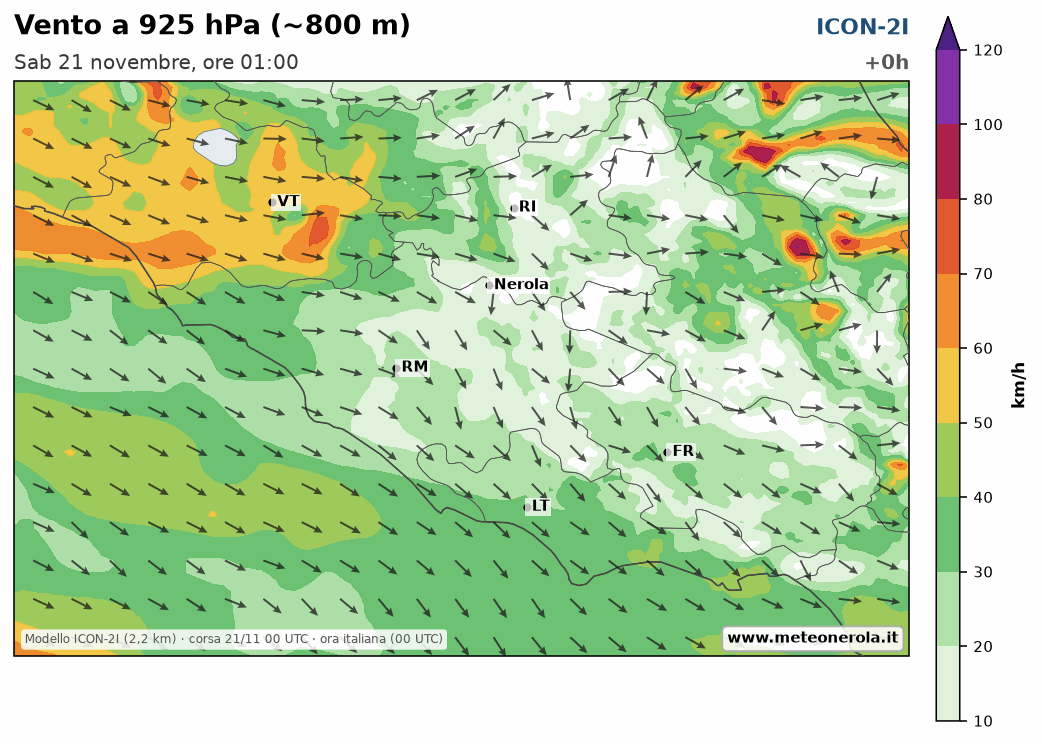 Vento a 925 hPa (~800 m)
ICON-2I
Sab 21 novembre, ore 01:00
+0h
VT
RI
Nerola
RM
FR
LT
Modello ICON-2I (2,2 km) · corsa 21/11 00 UTC · ora italiana (00 UTC)
www.meteonerola.it
120
100
80
70
60
50
40
30
20
10
km/h